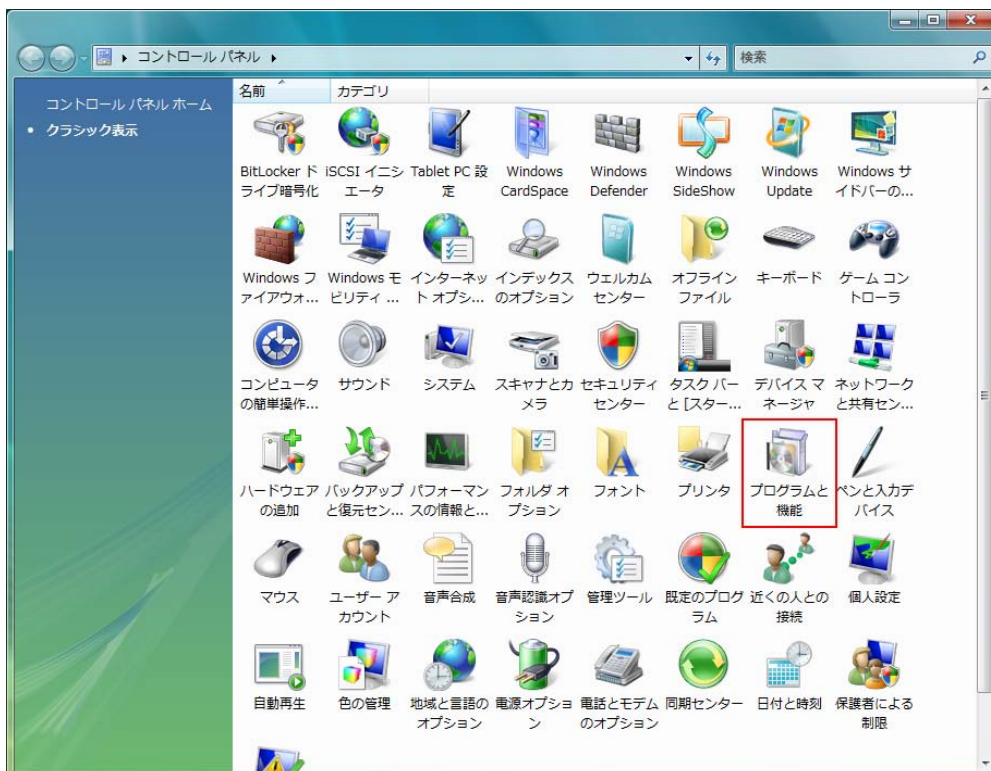 コントロール パネル
検索
コントロール パネル ホーム
クラシック表示
名前 カテゴリ
BitLocker ド iSCSI イニシ Tablet PC 設 Windows Windows Windows Windows Windows サ
ライブ暗号化 エータ 定 CardSpace Defender SideShow Update イドバーの...
Windows フ Windows モ インターネッ インデックス ウェルカム オフライン キーボード ゲーム コン
ァイアウォ... ビリティ ... ト オプシ... のオプション センター ファイル トローラ
コンピュータ サウンド システム スキャナとカ セキュリティ タスク バー デバイス マ ネットワーク
の簡単操作... メラ センター と [スター... ネージャ と共有セン...
ハードウェア バックアップ パフォーマン フォルダ オ フォント プリンタ プログラムと ペンと入力デ
の追加 と復元セン... スの情報と... プション 機能 バイス
マウス ユーザー ア 音声合成 音声認識オプ 管理ツール 既定のプログ 近くの人との 個人設定
カウント ション ラム 接続
自動再生 色の管理 地域と言語の 電源オプショ 電話とモデム 同期センター 日付と時刻 保護者による
オプション ン のオプション 制限